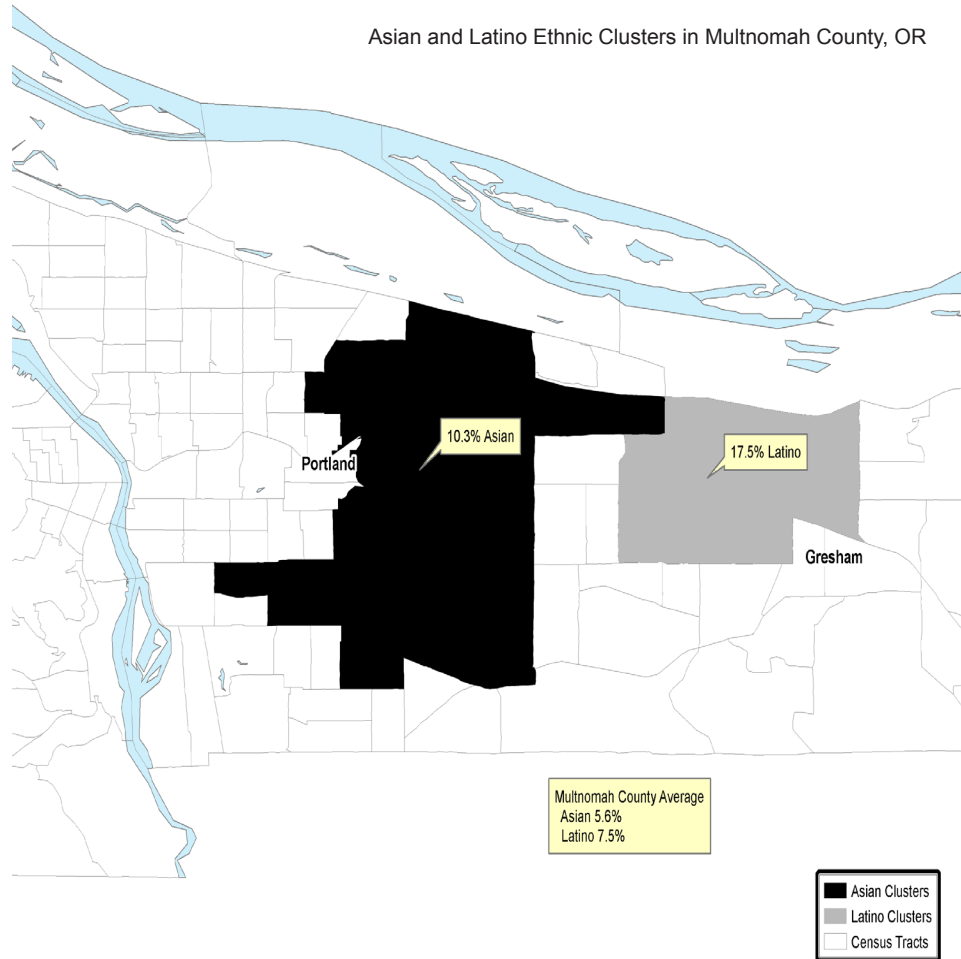 Asian and Latino Ethnic Clusters in Multnomah County, OR
10.3% Asian
17.5% Latino
Portland
Gresham
Multnomah County Average
Asian 5.6%
Latino 7.5%
Asian Clusters
Latino Clusters
Census Tracts